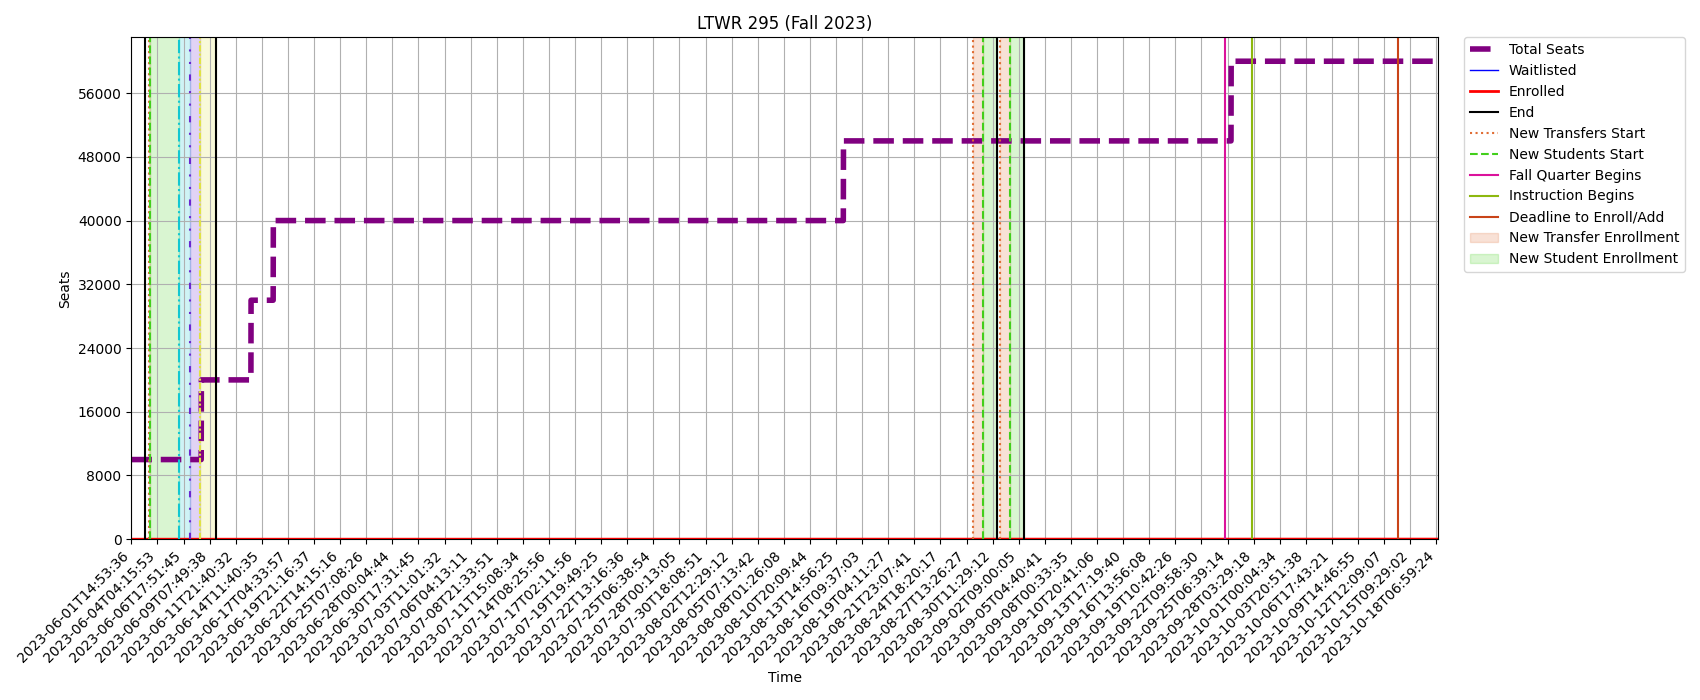 LTWR 295 (Fall 2023)
Total Seats
Waitlisted
Enrolled
End
New Transfers Start
New Students Start
Fall Quarter Begins
Instruction Begins
Deadline to Enroll/Add
New Transfer Enrollment
New Student Enrollment
Seats
56000
48000
40000
32000
24000
16000
8000
0
2023-06-01T14:53:36
2023-06-04T04:15:53
2023-06-06T17:51:45
2023-06-09T07:49:38
2023-06-11T21:40:32
2023-06-14T11:40:35
2023-06-17T04:33:57
2023-06-19T21:16:37
2023-06-22T14:15:16
2023-06-25T07:08:26
2023-06-28T00:04:44
2023-06-30T17:31:45
2023-07-03T11:01:32
2023-07-06T04:13:11
2023-07-08T21:33:51
2023-07-11T15:08:34
2023-07-14T08:25:56
2023-07-17T02:11:56
2023-07-19T19:49:25
2023-07-22T13:16:36
2023-07-25T06:38:54
2023-07-28T00:13:05
2023-07-30T18:08:51
2023-08-02T12:29:12
2023-08-05T07:13:42
2023-08-08T01:26:08
2023-08-10T20:09:44
2023-08-13T14:56:25
2023-08-16T09:37:03
2023-08-19T04:11:27
2023-08-21T23:07:41
2023-08-24T18:20:17
2023-08-27T13:26:27
2023-08-30T11:29:12
2023-09-02T09:00:05
2023-09-05T04:40:41
2023-09-08T00:33:35
2023-09-10T20:41:06
2023-09-13T17:19:40
2023-09-16T13:56:08
2023-09-19T10:42:26
2023-09-22T09:58:30
2023-09-25T06:39:14
2023-09-28T03:29:18
2023-10-01T00:04:34
2023-10-03T20:51:38
2023-10-06T17:43:21
2023-10-09T14:46:55
2023-10-12T12:09:07
2023-10-15T09:29:02
2023-10-18T06:59:24
Time